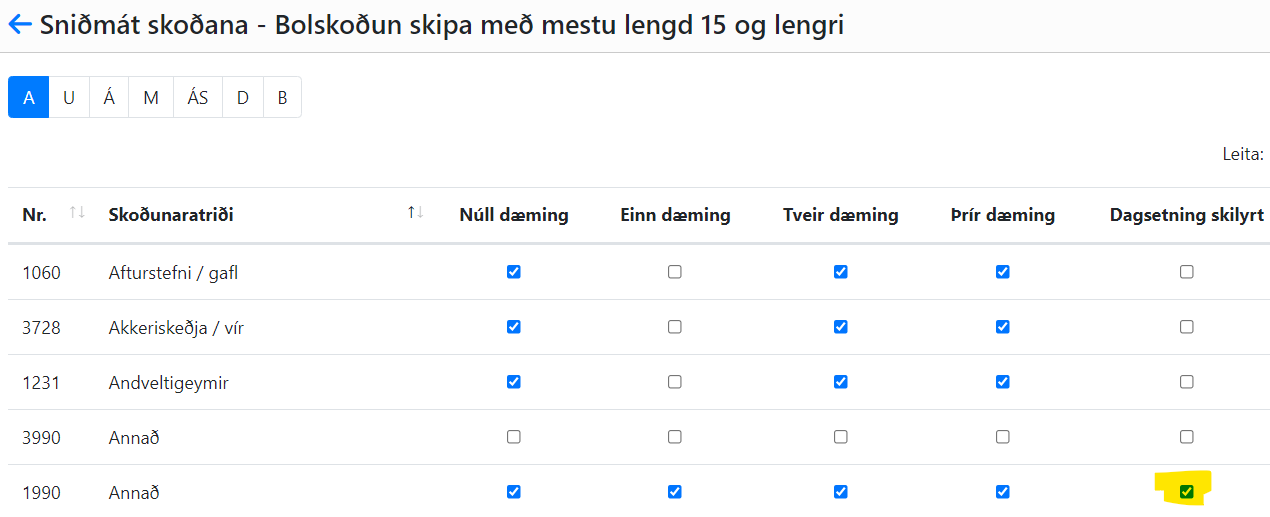 Sniðmát skoðana - Bolskoðun skipa með mestu lengd 15 og lengri
A U Á M ÁS D B
Leita:
Nr. Skoðunaratriði Núll dæming Einn dæming Tveir dæming Þrír dæming Dagsetning skilyrt
1060 Afturstefni / gafl
3728 Akkeriskeðja / vír
1231 Andveltigeymir
3990 Annað
1990 Annað